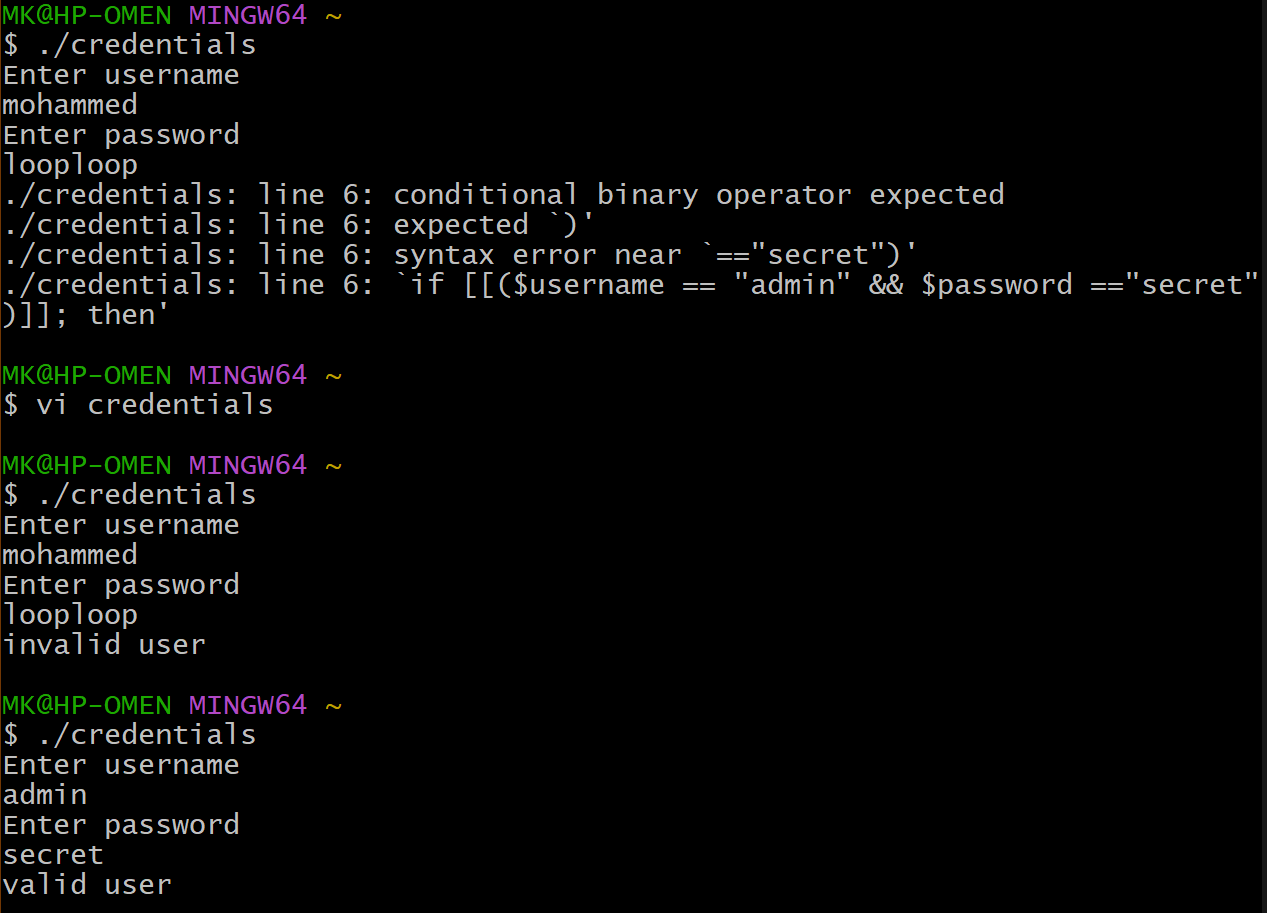 MK@HP-OMEN MINGW64 ~
$ ./credentials
Enter username
mohammed
Enter password
looploop
./credentials: line 6: conditional binary operator expected
./credentials: line 6: expected `)'
./credentials: line 6: syntax error near `=="secret")'
./credentials: line 6: `if [[($username == "admin" && $password =="secret"
)]]; then'
MK@HP-OMEN MINGW64 ~
$ vi credentials
MK@HP-OMEN MINGW64 ~
$ ./credentials
Enter username
mohammed
Enter password
looploop
invalid user
MK@HP-OMEN MINGW64 ~
$ ./credentials
Enter username
admin
Enter password
secret
valid user